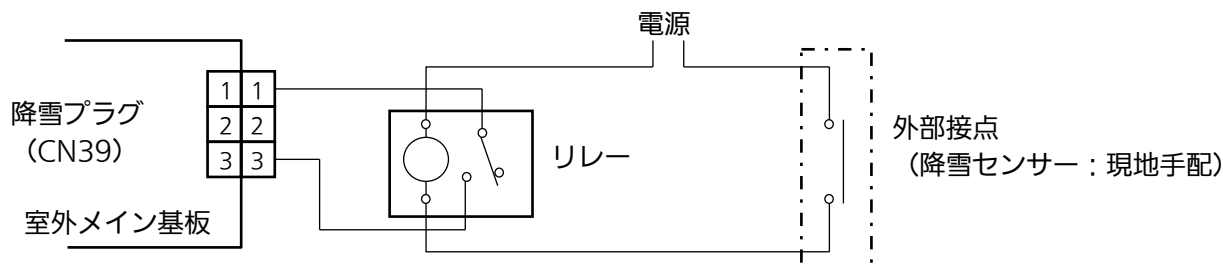 電源
降雪プラグ
（CN39）
1 1
2 2
3 3
リレー
外部接点
（降雪センサー：現地手配）
室外メイン基板